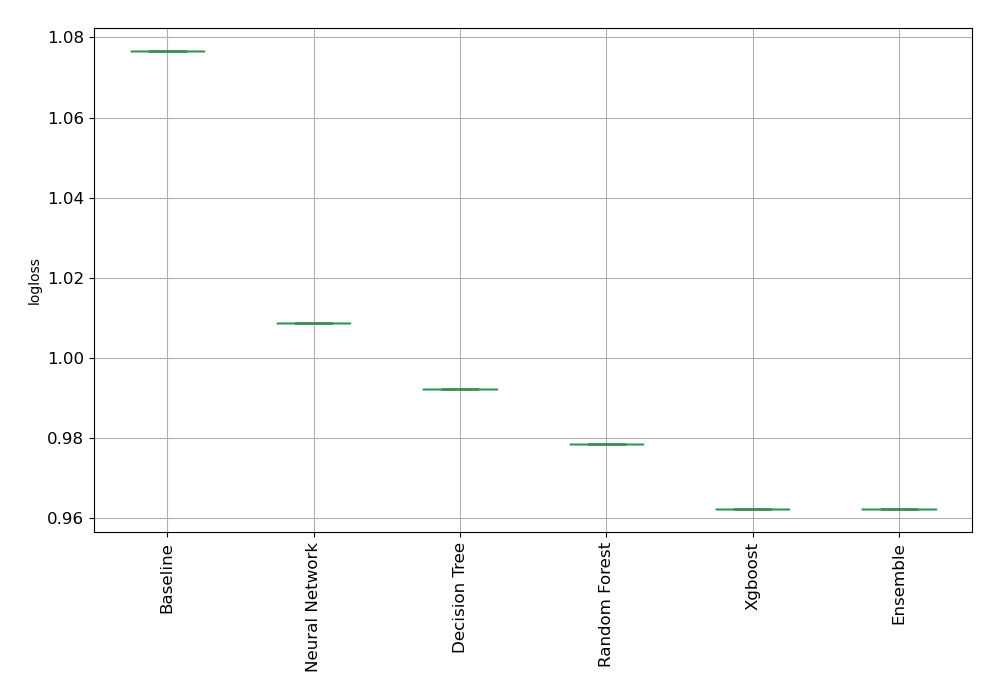 1.08
1.06
1.04
1.02
1.00
0.98
0.96
logloss
Baseline
Neural Network
Decision Tree
Random Forest
Xgboost
Ensemble